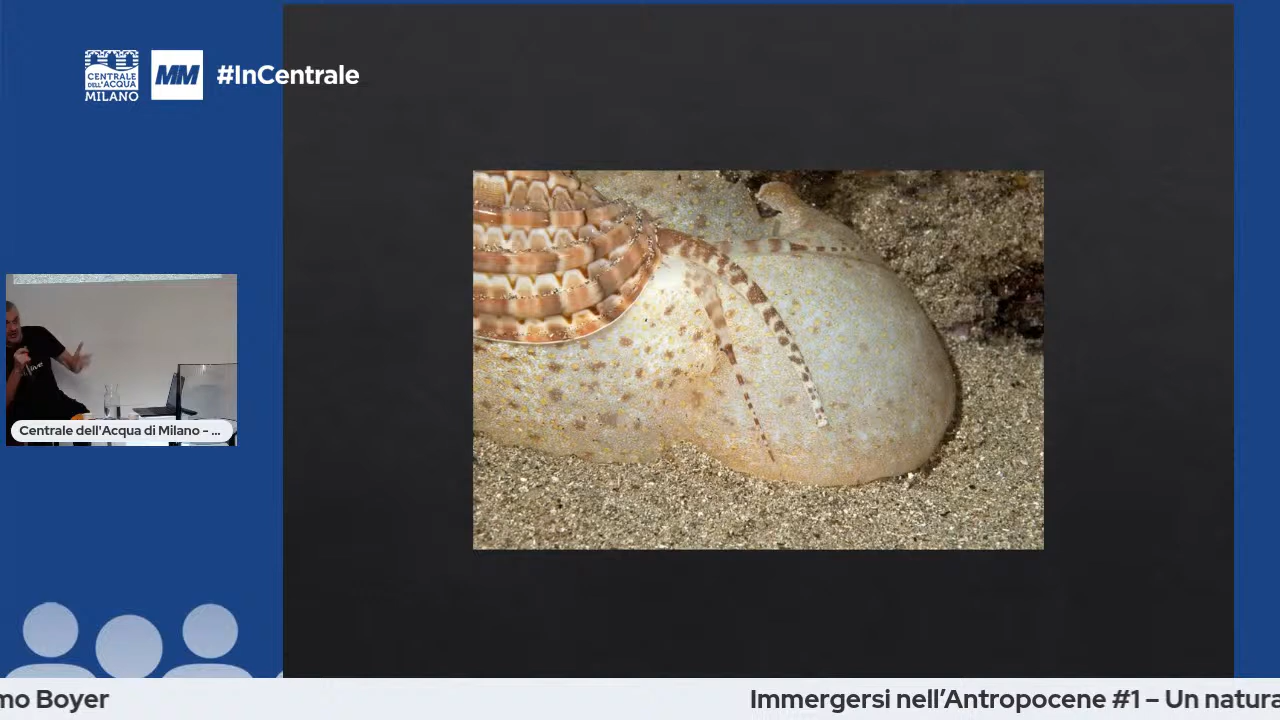 CENTRALE
DELL'ACQUA
MILANO
MM
#InCentrale
live
Centrale dell'Acqua di Milano - ...
mo Boyer
Immergersi nell'Antropocene #1 – Un natura